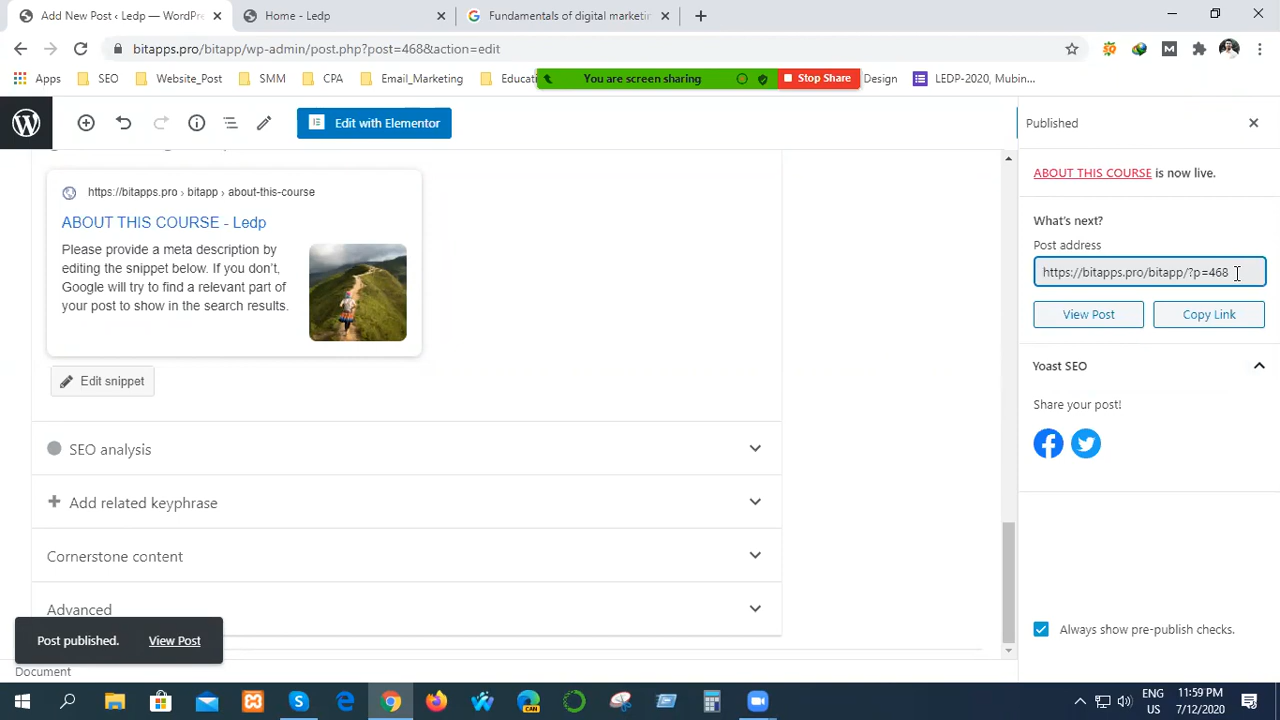 Add New Post ‹ Ledp — WordPre
Home - Ledp
Fundamentals of digital marketin
bitapps.pro/bitapp/wp-admin/post.php?post=468&action=edit
Apps
SEO
Website_Post
SMM
CPA
Email_Marketing
Educati
You are screen sharing
Stop Share
Design
LEDP-2020, Mubin...
Edit with Elementor
Published
https://bitapps.pro › bitapp › about-this-course
ABOUT THIS COURSE - Ledp
Please provide a meta description by
editing the snippet below. If you don't,
Google will try to find a relevant part of
your post to show in the search results.
Edit snippet
SEO analysis
Add related keyphrase
Cornerstone content
Advanced
ABOUT THIS COURSE is now live.
What's next?
Post address
https://bitapps.pro/bitapp/?p=468
View Post
Copy Link
Yoast SEO
Share your post!
Always show pre-publish checks.
Post published.
View Post
Document
CAN
ENG
US
11:59 PM
7/12/2020